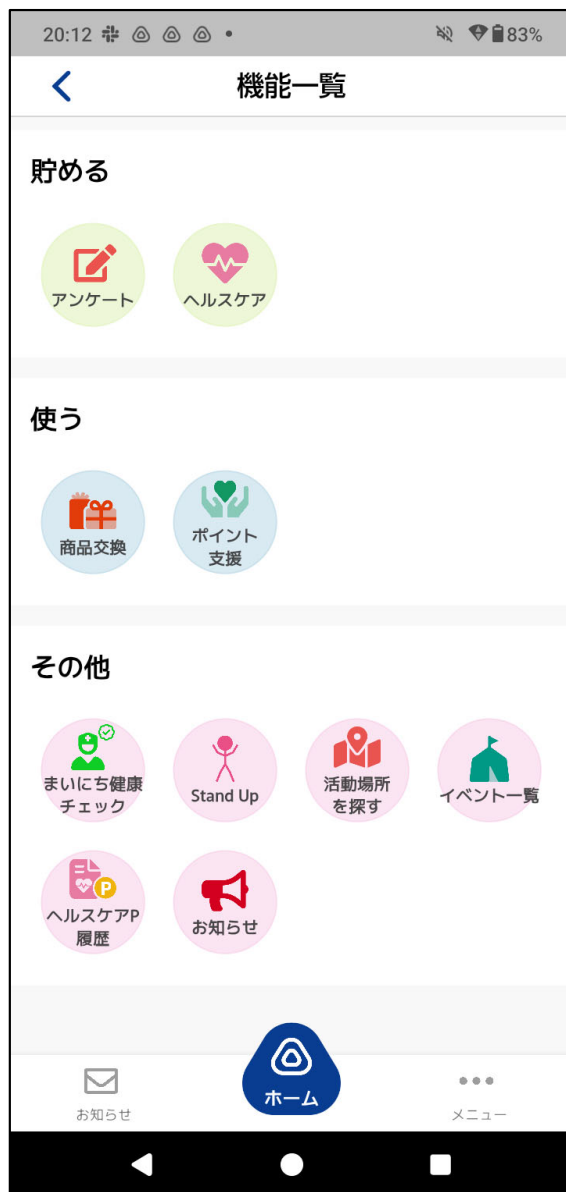 20:12
83%
機能一覧
貯める
アンケート
ヘルスケア
使う
商品交換
ポイント
支援
その他
まいにち健康
チェック
Stand Up
活動場所
を探す
イベント一覧
P
ヘルスケアP
履歴
お知らせ
お知らせ
ホーム
メニュー